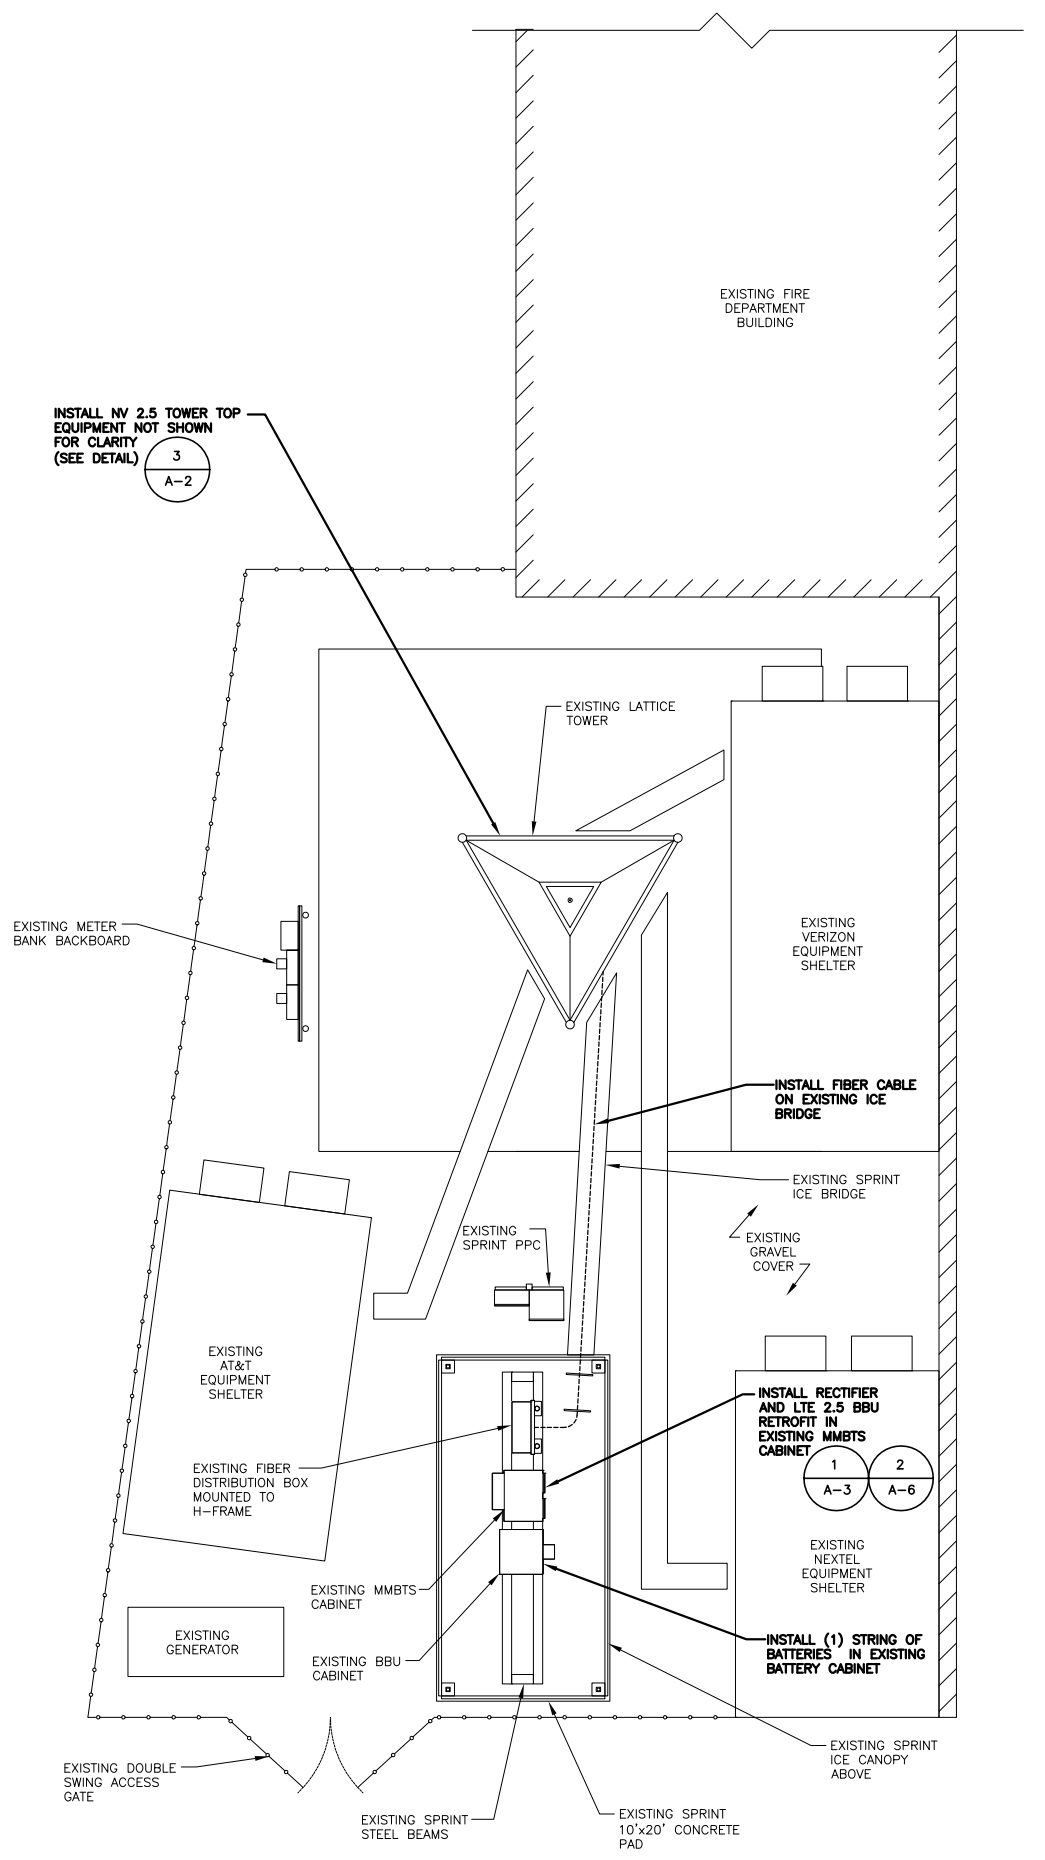 EXISTING FIRE
DEPARTMENT
BUILDING
INSTALL NV 2.5 TOWER TOP
EQUIPMENT NOT SHOWN
FOR CLARITY
(SEE DETAIL)
3
A-2
EXISTING LATTICE
TOWER
EXISTING METER
BANK BACKBOARD
EXISTING
VERIZON
EQUIPMENT
SHELTER
INSTALL FIBER CABLE
ON EXISTING ICE
BRIDGE
EXISTING SPRINT
ICE BRIDGE
EXISTING
SPRINT PPC
EXISTING
GRAVEL
COVER
EXISTING
AT&T
EQUIPMENT
SHELTER
INSTALL RECTIFIER
AND LTE 2.5 BBU
RETROFIT IN
EXISTING MMBTS
CABINET
1
A-3
2
A-6
EXISTING FIBER
DISTRIBUTION BOX
MOUNTED TO
H-FRAME
EXISTING
NEXTEL
EQUIPMENT
SHELTER
EXISTING MMBTS
CABINET
EXISTING
GENERATOR
EXISTING BBU
CABINET
INSTALL (1) STRING OF
BATTERIES IN EXISTING
BATTERY CABINET
EXISTING DOUBLE
SWING ACCESS
GATE
EXISTING SPRINT
ICE CANOPY
ABOVE
EXISTING SPRINT
STEEL BEAMS
EXISTING SPRINT
10'x20' CONCRETE
PAD